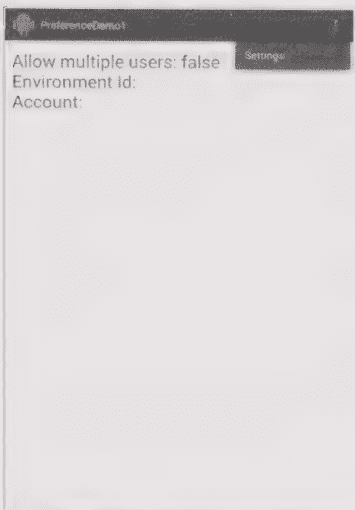 PreferenceDemo1
Settings
Allow multiple users: false
Environment Id:
Account: